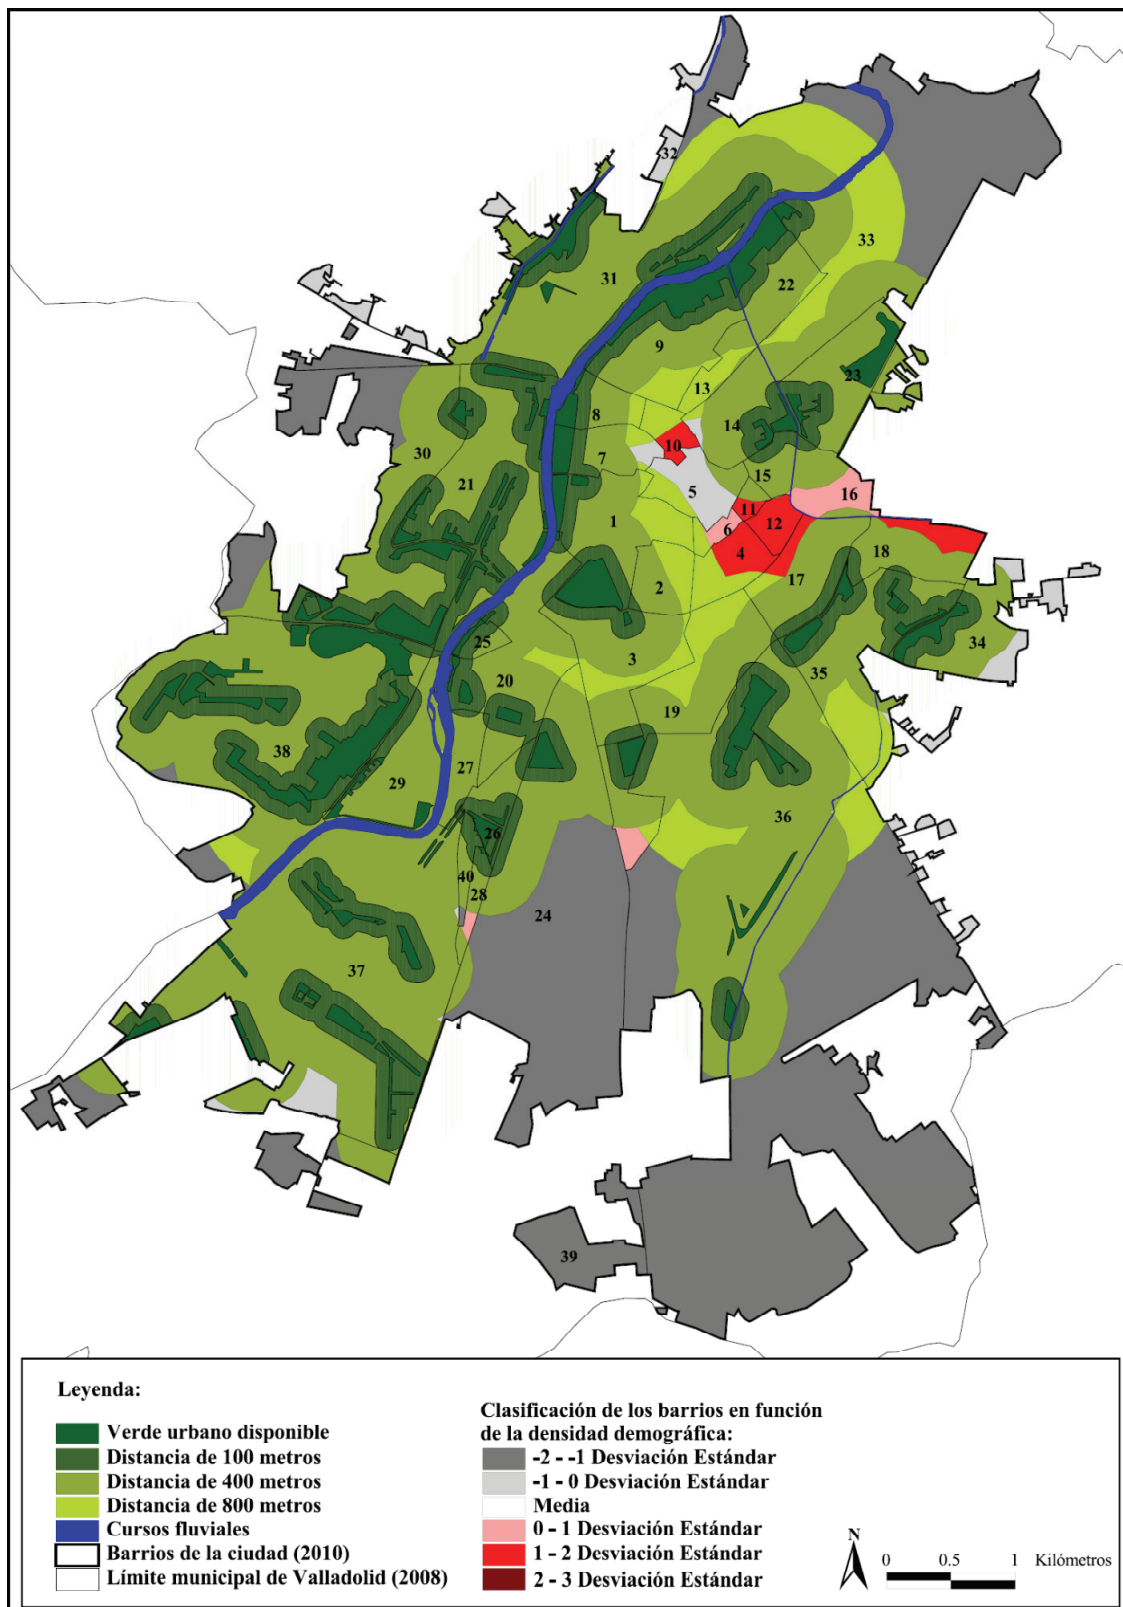 32
33
31
22
9
23
13
8
14
10
30
7
15
21
5
16
11
1
6
12
4
18
2
17
25
34
3
35
20
19
38
27
29
36
26
40
28
24
37
39
Leyenda:
Verde urbano disponible
Distancia de 100 metros
Distancia de 400 metros
Distancia de 800 metros
Cursos fluviales
Barrios de la ciudad (2010)
Límite municipal de Valladolid (2008)
Clasificación de los barrios en función
de la densidad demográfica:
-2 - -1 Desviación Estándar
-1 - 0 Desviación Estándar
Media
0 - 1 Desviación Estándar
1 - 2 Desviación Estándar
2 - 3 Desviación Estándar
N
0 0.5 1 Kilómetros